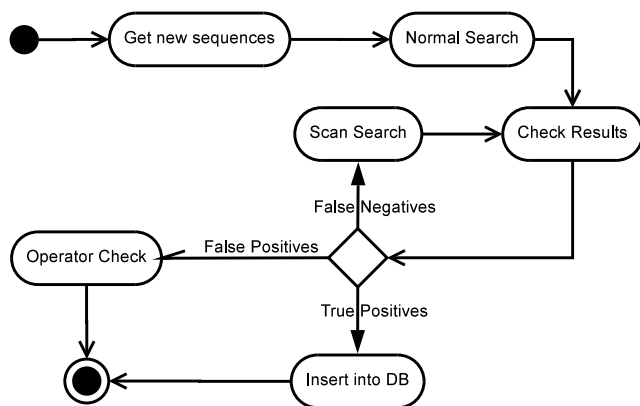 Get new sequences
Normal Search
Scan Search
Check Results
False Negatives
False Positives
Operator Check
True Positives
Insert into DB